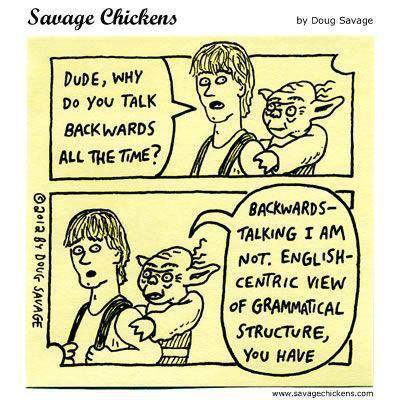 Savage Chickens
by Doug Savage
DUDE, WHY
DO YOU TALK
BACKWARDS
ALL THE TIME?
BACKWARDS-
TALKING I AM
NOT. ENGLISH-
CENTRIC VIEW
OF GRAMMATICAL
STRUCTURE,
YOU HAVE
©2012 BY DOUG SAVAGE
www.savagechickens.com